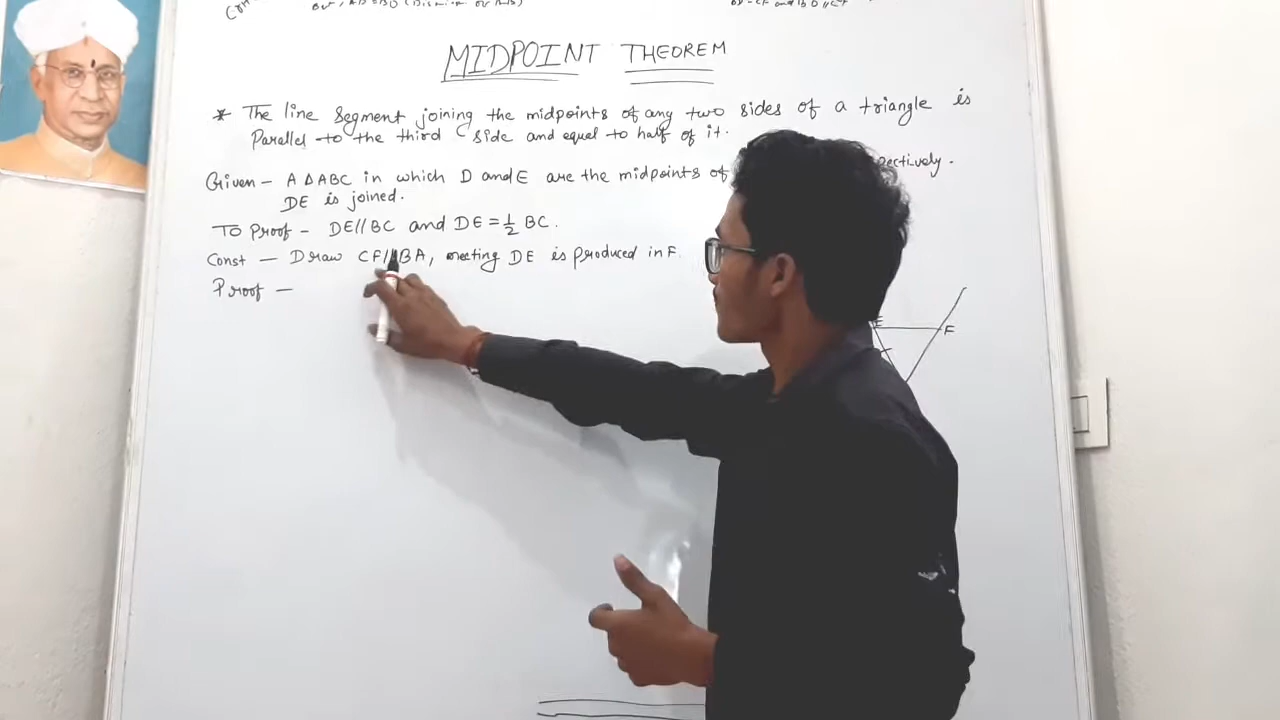 MIDPOINT THEOREM
* The line segment joining the midpoints of any two sides of a triangle is
Parallel to the third side and equal to half of it.
Given - A ΔABC in which D and E are the midpoints of
DE is joined.
To Proof - DE//BC and DE = 1/2 BC.
Const - Draw CF//BA, meeting DE is produced in F.
Proof -
E
F